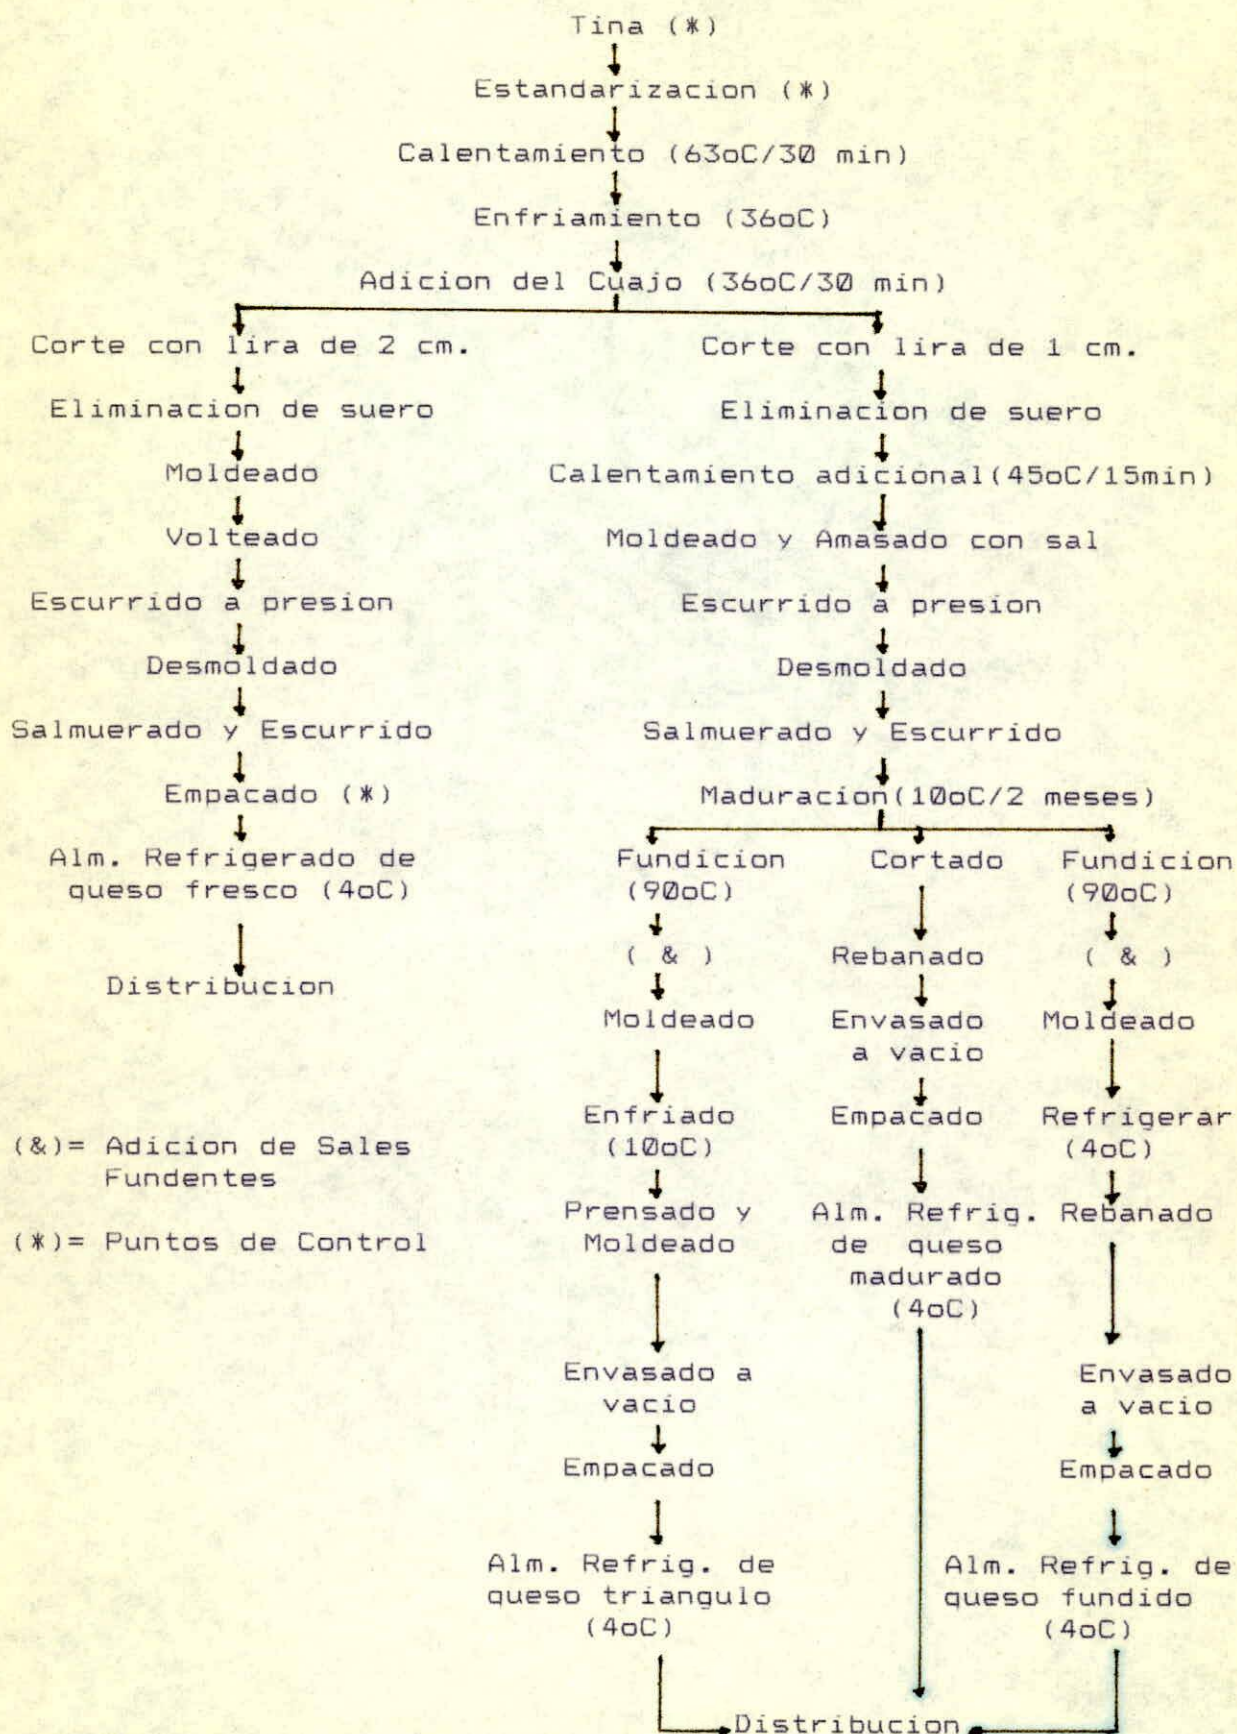 Tina (*)
Estandarizacion (*)
Calentamiento (63oC/30 min)
Enfriamiento (36oC)
Adicion del Cuajo (36oC/30 min)
Corte con lira de 2 cm.
Eliminacion de suero
Moldeado
Volteado
Escurrido a presion
Desmoldado
Salmuerado y Escurrido
Empacado (*)
Alm. Refrigerado de
queso fresco (4oC)
Distribucion
Corte con lira de 1 cm.
Eliminacion de suero
Calentamiento adicional(45oC/15min)
Moldeado y Amasado con sal
Escurrido a presion
Desmoldado
Salmuerado y Escurrido
Maduracion(10oC/2 meses)
Fundicion
(90oC)
( & )
Moldeado
Enfriado
(10oC)
Prensado y
Moldeado
Envasado a
vacio
Empacado
Alm. Refrig. de
queso triangulo
(4oC)
Cortado
Rebanado
Envasado
a vacio
Empacado
Alm. Refrig.
de queso
madurado
(4oC)
Fundicion
(90oC)
( & )
Moldeado
Refrigerar
(4oC)
Rebanado
Envasado
a vacio
Empacado
Alm. Refrig. de
queso fundido
(4oC)
Distribucion
(&)= Adicion de Sales
Fundentes
(*)= Puntos de Control